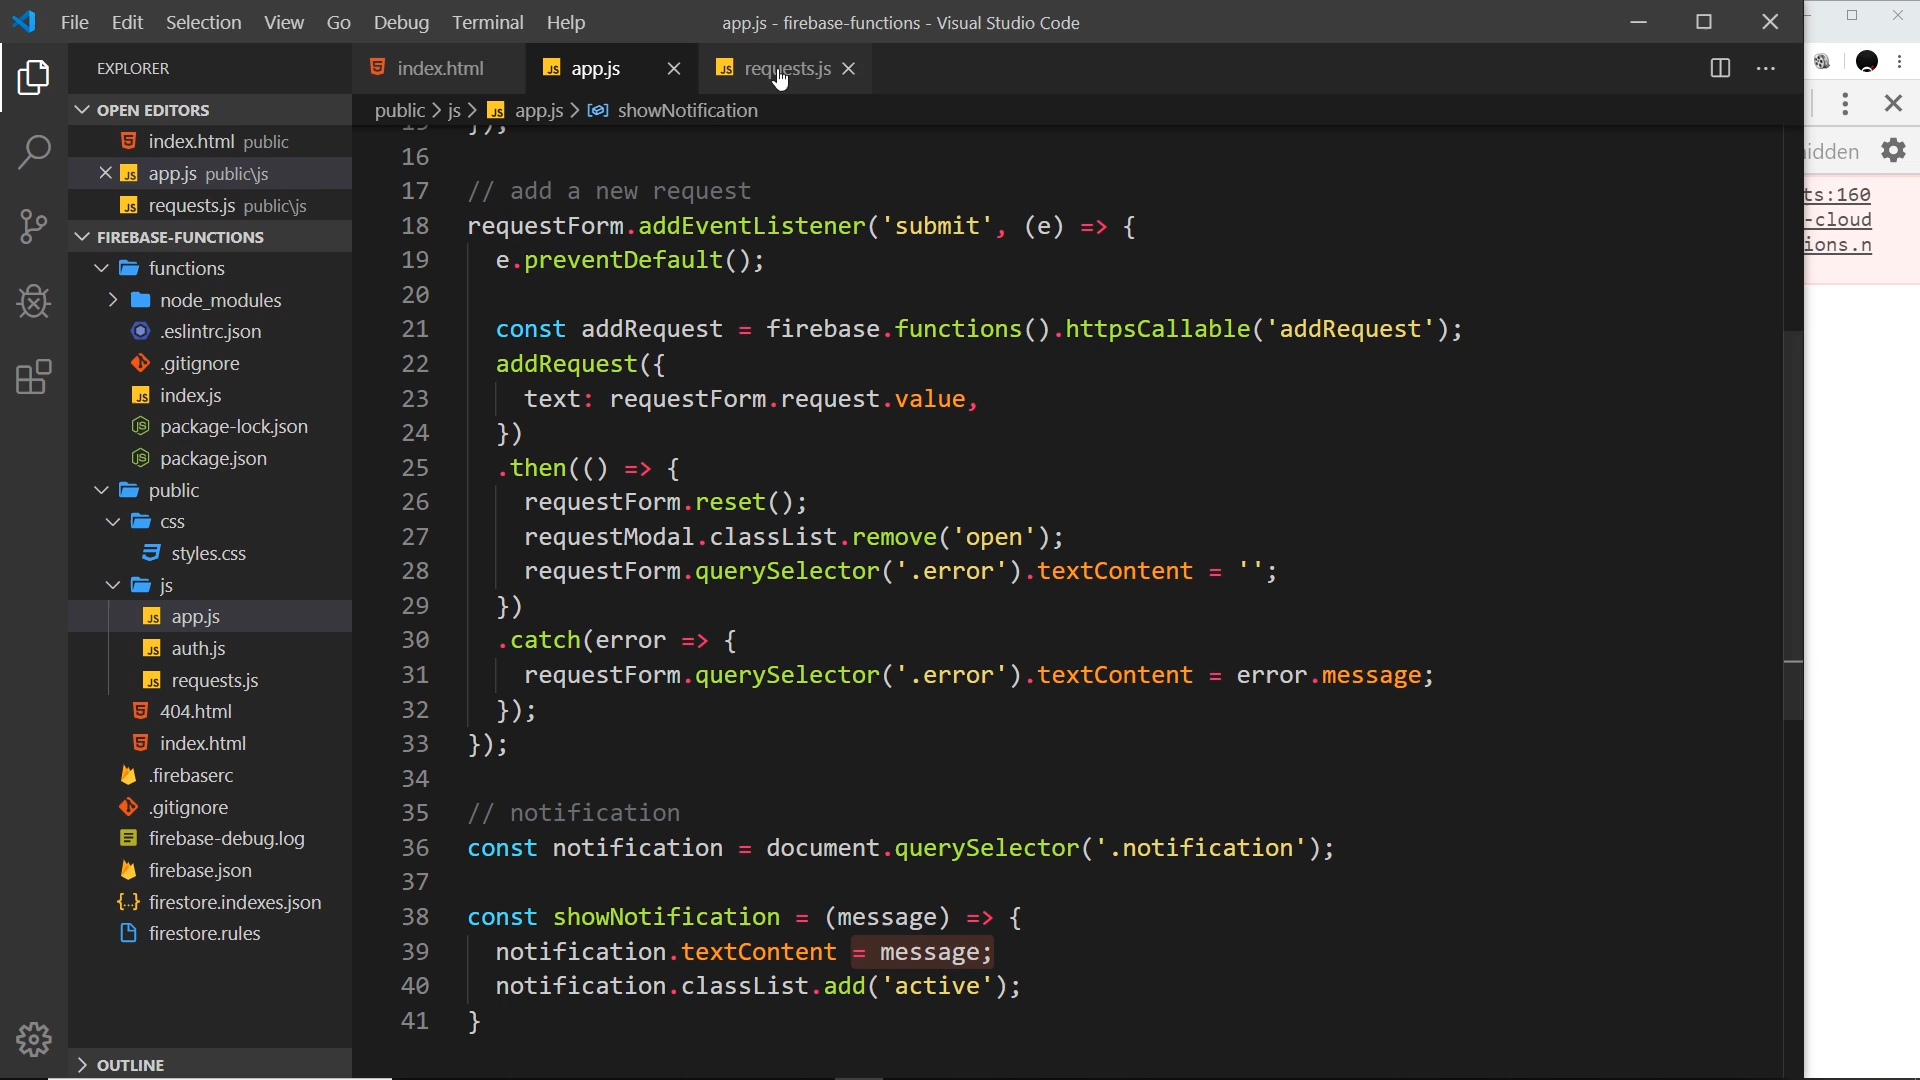 File Edit Selection View Go Debug Terminal Help
app.js - firebase-functions - Visual Studio Code
EXPLORER
index.html
app.js
requests.js
OPEN EDITORS
public > js > app.js > showNotification
index.html public
app.js public\js
requests.js public\js
FIREBASE-FUNCTIONS
functions
node_modules
.eslintrc.json
.gitignore
index.js
package-lock.json
package.json
public
css
styles.css
js
app.js
auth.js
requests.js
404.html
index.html
.firebaserc
.gitignore
firebase-debug.log
firebase.json
firestore.indexes.json
firestore.rules
OUTLINE
15 });
16
17 // add a new request
18 requestForm.addEventListener('submit', (e) => {
19 e.preventDefault();
20
21 const addRequest = firebase.functions().httpsCallable('addRequest');
22 addRequest({
23 text: requestForm.request.value,
24 })
25 .then(() => {
26 requestForm.reset();
27 requestModal.classList.remove('open');
28 requestForm.querySelector('.error').textContent = '';
29 })
30 .catch(error => {
31 requestForm.querySelector('.error').textContent = error.message;
32 });
33 });
34
35 // notification
36 const notification = document.querySelector('.notification');
37
38 const showNotification = (message) => {
39 notification.textContent = message;
40 notification.classList.add('active');
41 }
idden
ts:160
-cloud
ions.n